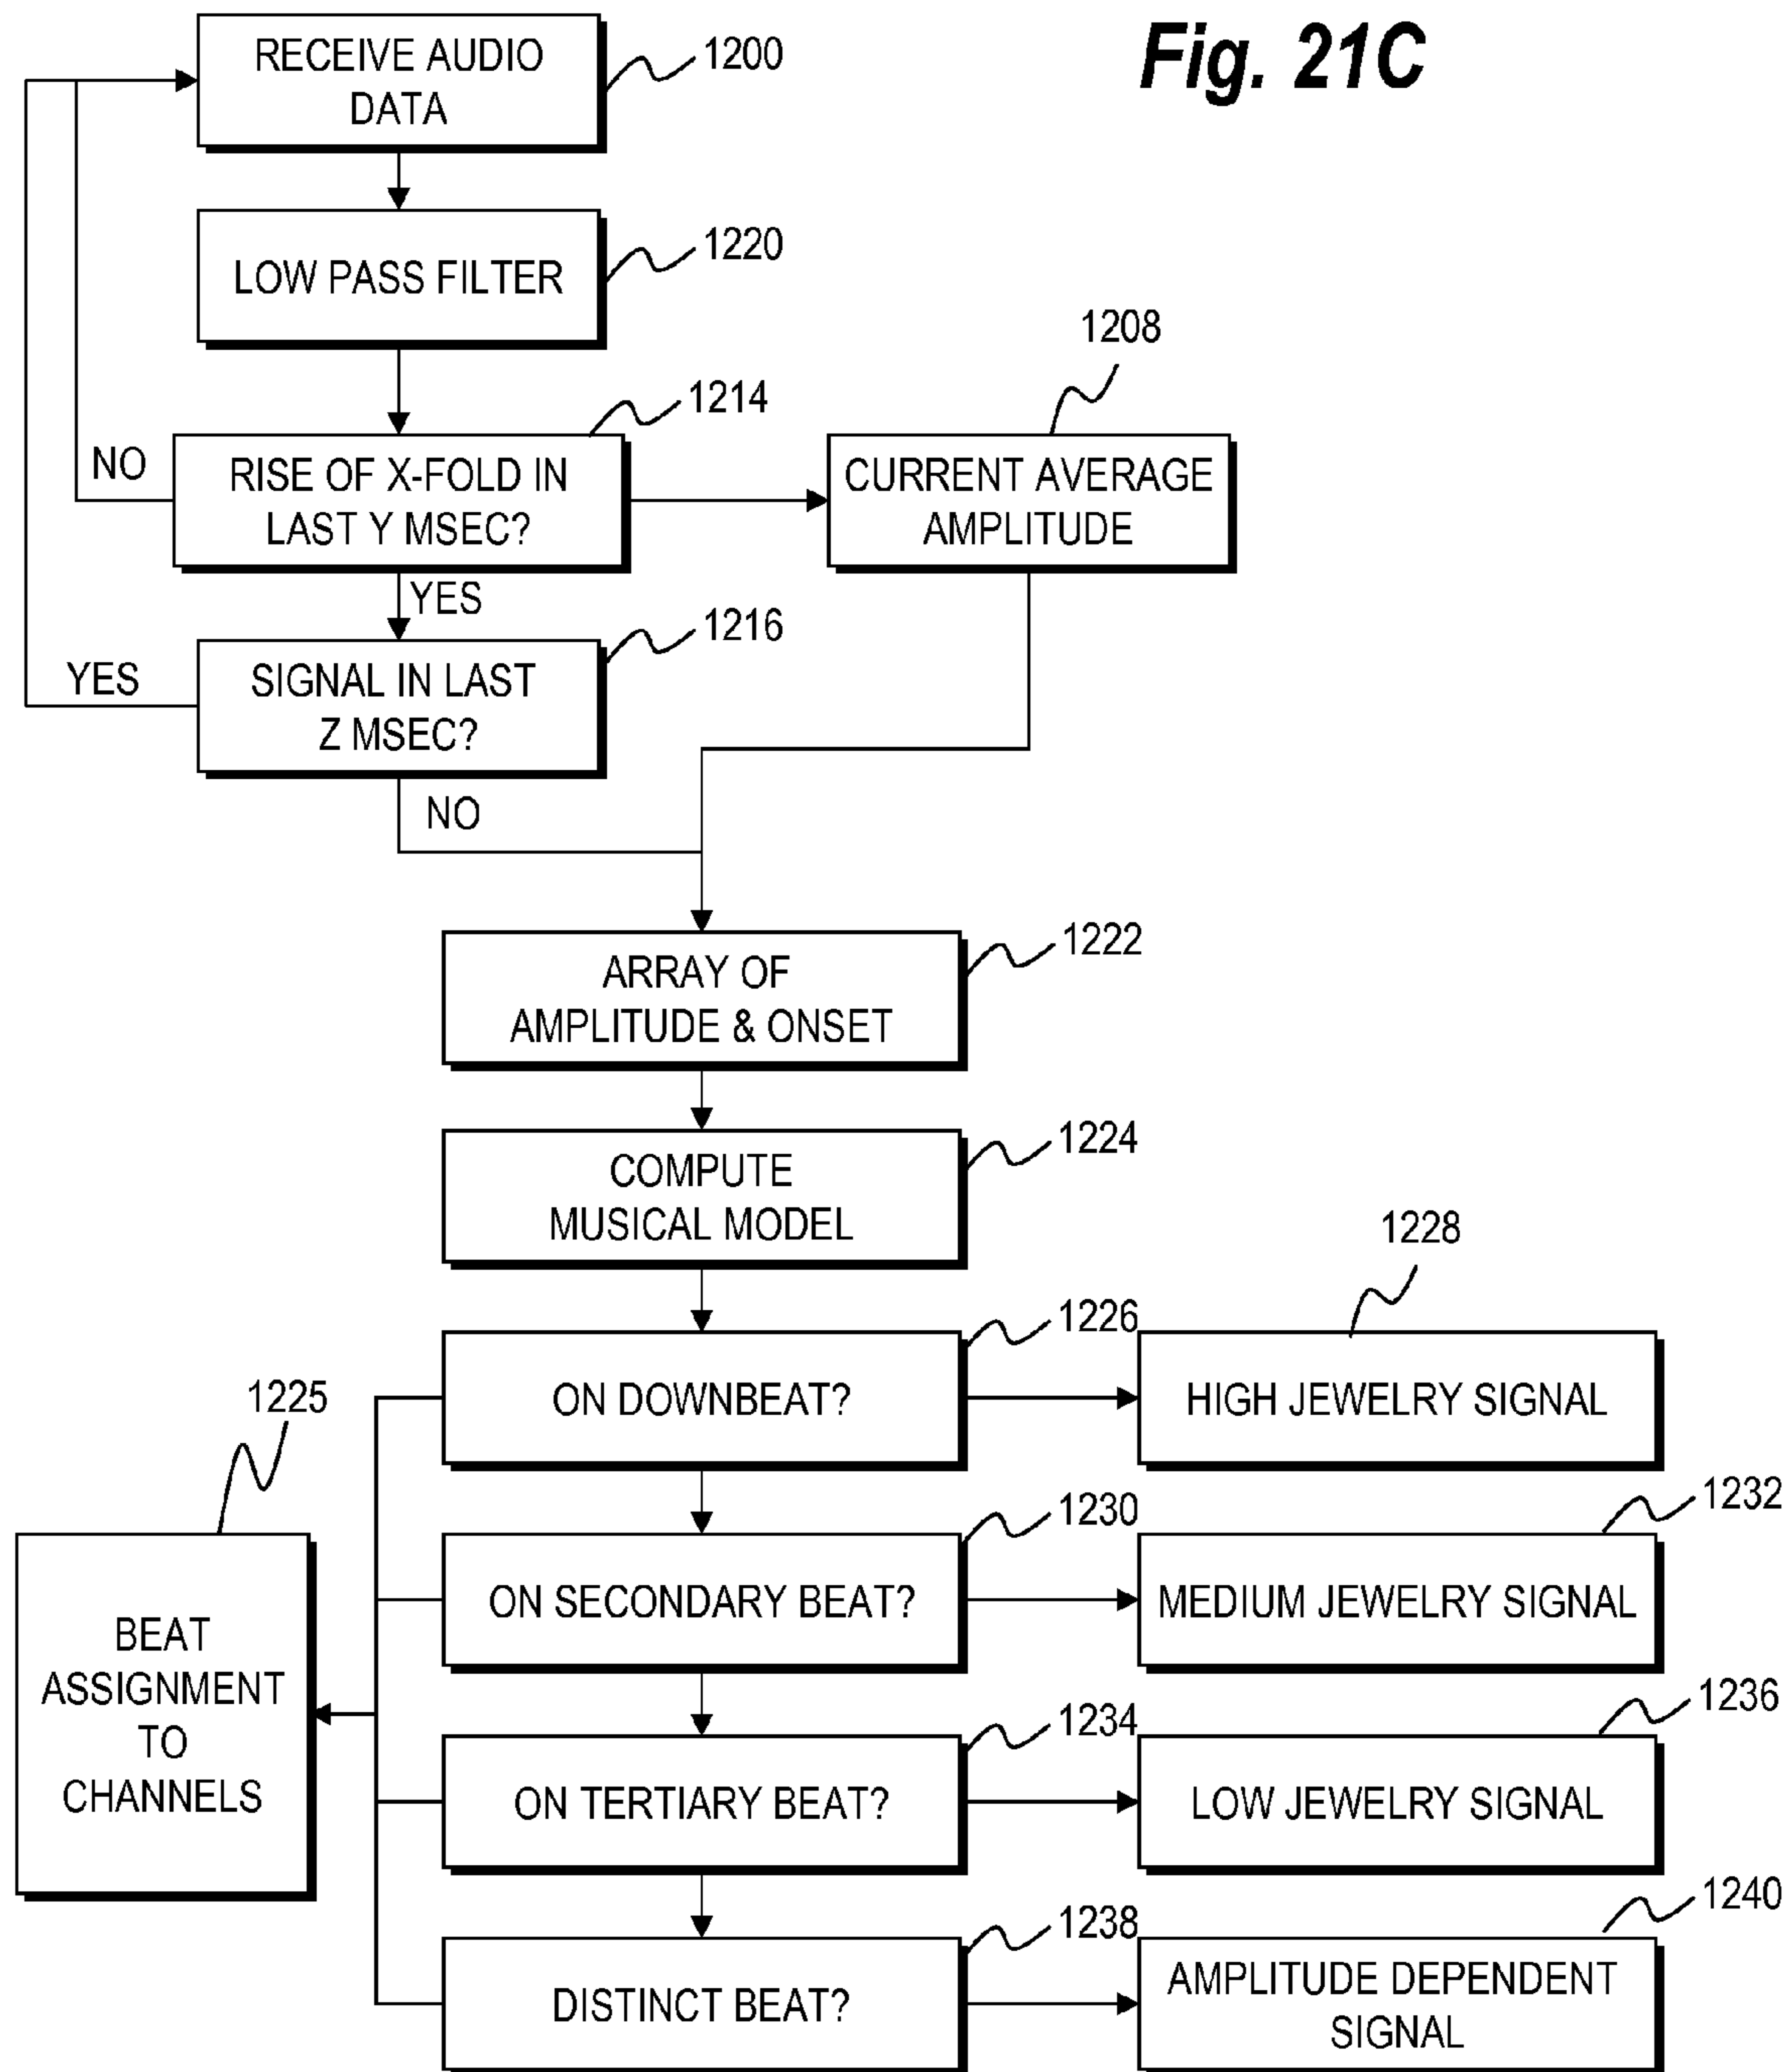 Fig. 21C
RECEIVE AUDIO
DATA
1200
LOW PASS FILTER
1220
1208
1214
NO
RISE OF X-FOLD IN
LAST Y MSEC?
CURRENT AVERAGE
AMPLITUDE
YES
1216
YES
SIGNAL IN LAST
Z MSEC?
NO
1222
ARRAY OF
AMPLITUDE & ONSET
1224
COMPUTE
MUSICAL MODEL
1228
1226
ON DOWNBEAT?
HIGH JEWELRY SIGNAL
1225
1230
1232
ON SECONDARY BEAT?
MEDIUM JEWELRY SIGNAL
BEAT
ASSIGNMENT
TO
CHANNELS
1234
1236
ON TERTIARY BEAT?
LOW JEWELRY SIGNAL
1238
1240
DISTINCT BEAT?
AMPLITUDE DEPENDENT
SIGNAL